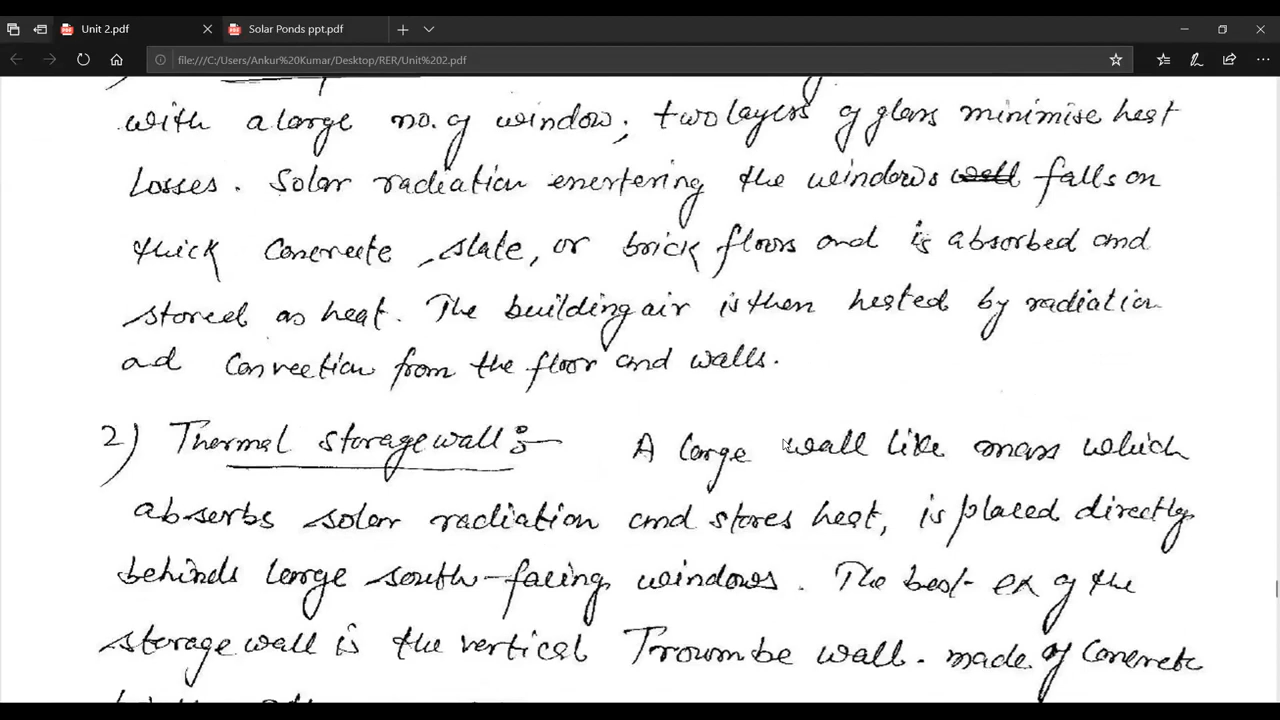 Unit 2.pdf
Solar Ponds ppt.pdf
file:///C:/Users/Ankur%20Kumar/Desktop/RER/Unit%202.pdf
with a large no. of window; two layers of glass minimise heat
losses. Solar radiation enertering the windows falls on
thick concrete, slate, or brick floors and is absorbed and
stored as heat. The building air is then heated by radiation
ad convection from the floor and walls.
2) Thermal storage wall:- A large wall like mass which
absorbs solar radiation and stores heat, is placed directly
behinds large south-facing windows. The best ex of the
storage wall is the vertical Troumbe wall. made of concrete